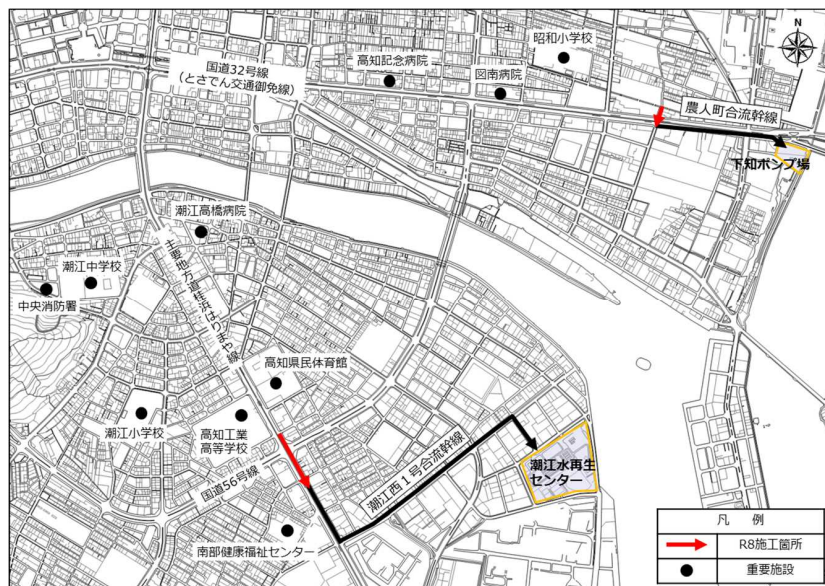 昭和小学校
N
高知記念病院
図南病院
国道32号線
(とさでん交通御免線)
農人町合流幹線
下知ポンプ場
潮江高橋病院
潮江中学校
中央消防署
主要地方道桂浜はりまや線
高知県民体育館
潮江小学校
高知工業
高等学校
国道56号線
潮江西1号合流幹線
潮江水再生
センター
南部健康福祉センター
凡 例
R8施工箇所
重要施設